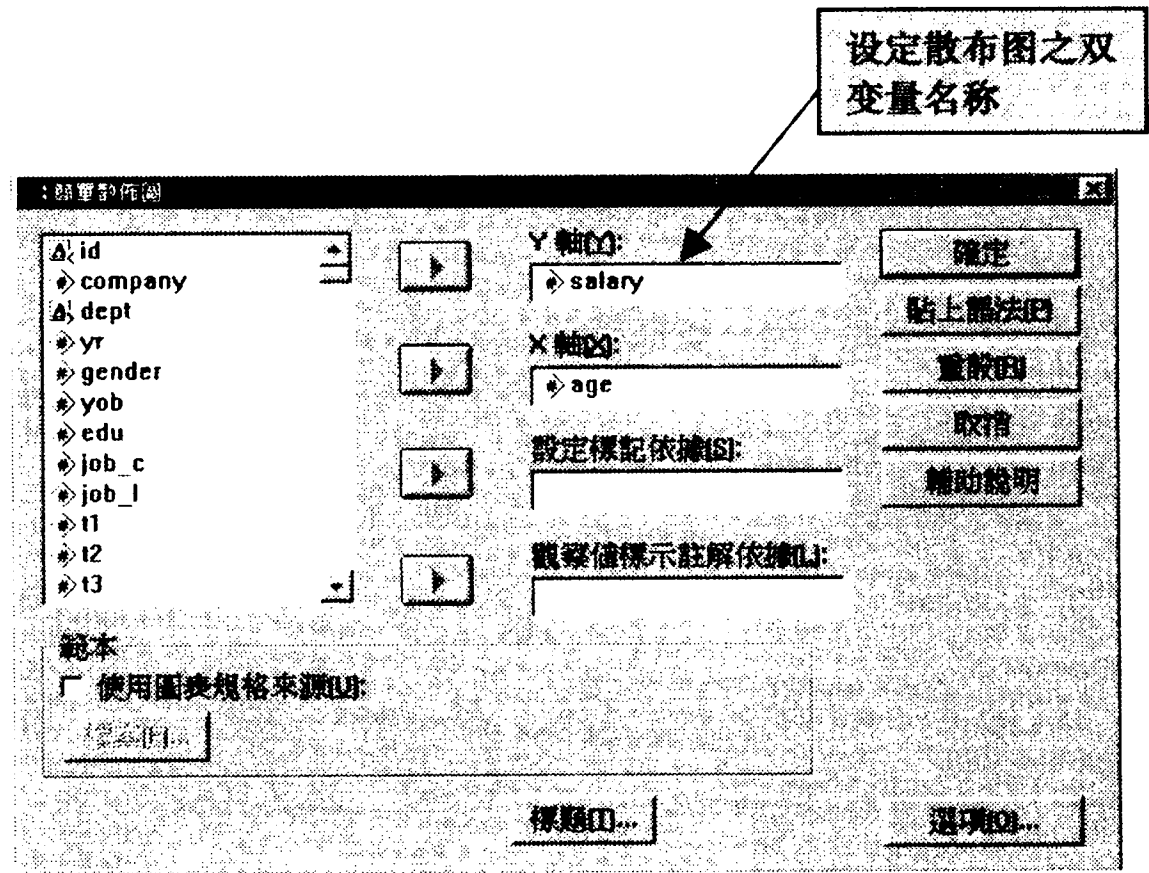 设定散布图之双
变量名称
:簡單散佈圖
id
company
dept
yr
gender
yob
edu
job_c
job_l
t1
t2
t3
Y 軸(Y):
salary
X 軸(X):
age
設定標記依據(S):
觀察值標示註解依據(L):
確定
貼上語法(P)
重設(R)
取消
輔助說明
範本
使用圖表規格來源(U):
標題(T)...
選項(O)...